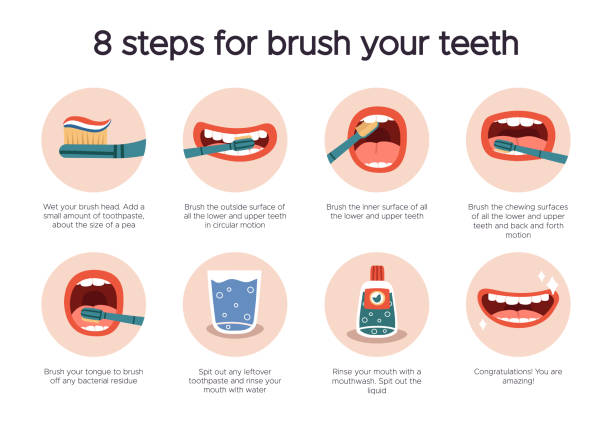 8 steps for brush your teeth
Wet your brush head. Add a
small amount of toothpaste,
about the size of a pea
Brush the outside surface of
all the lower and upper teeth
in circular motion
Brush the inner surface of all
the lower and upper teeth
Brush the chewing surfaces
of all the lower and upper
teeth and back and forth
motion
Brush your tongue to brush
off any bacterial residue
Spit out any leftover
toothpaste and rinse your
mouth with water
Rinse your mouth with a
mouthwash. Spit out the
liquid
Congratulations! You are
amazing!